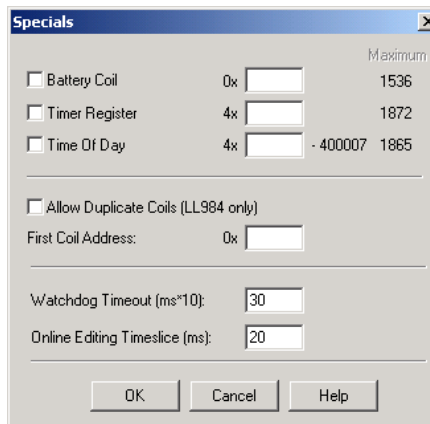 Specials
Maximum
Battery Coil 0x 1536
Timer Register 4x 1872
Time Of Day 4x - 400007 1865
Allow Duplicate Coils (LL984 only)
First Coil Address: 0x
Watchdog Timeout (ms*10): 30
Online Editing Timeslice (ms): 20
OK Cancel Help